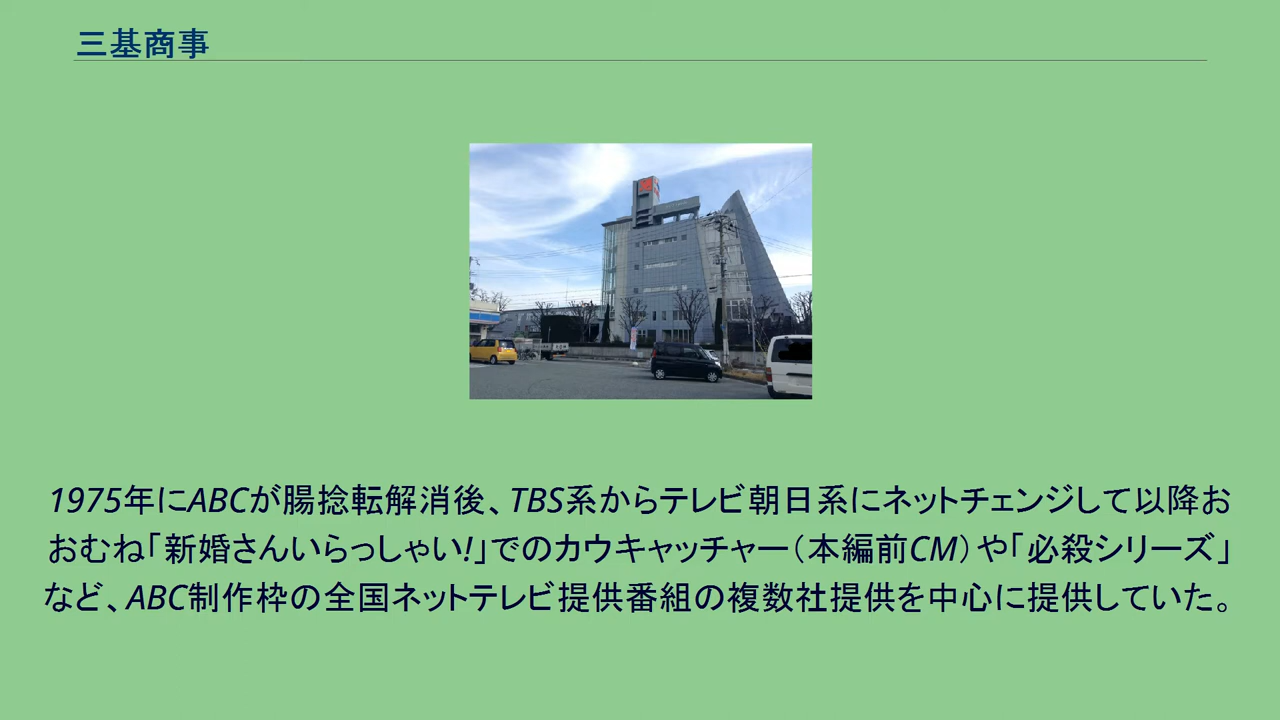 三基商事
1975年にABCが腸捻転解消後、TBS系からテレビ朝日系にネットチェンジして以降お
おむね「新婚さんいらっしゃい!」でのカウキャッチャー(本編前CM)や「必殺シリーズ」
など、ABC制作枠の全国ネットテレビ提供番組の複数社提供を中心に提供していた。